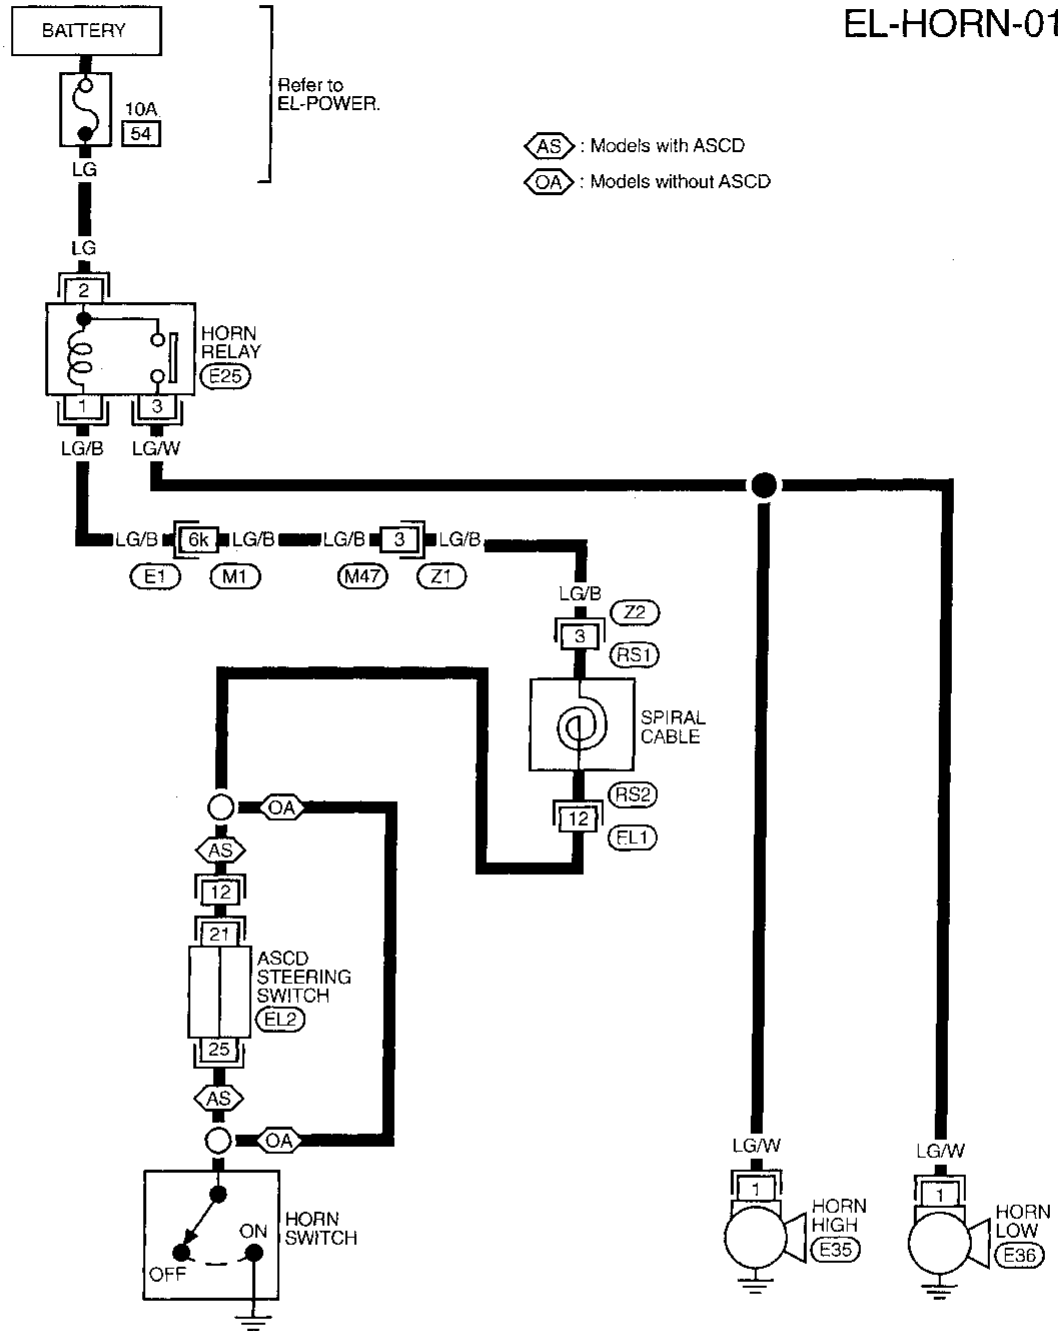 EL-HORN-01
BATTERY
Refer to
EL-POWER.
10A
54
LG
AS : Models with ASCD
OA : Models without ASCD
LG
2
HORN
RELAY
E25
1
3
LG/B
LG/W
LG/B
6k
LG/B
LG/B
3
LG/B
E1
M1
M47
Z1
LG/B
Z2
3
RS1
SPIRAL
CABLE
RS2
12
EL1
OA
AS
12
21
ASCD
STEERING
SWITCH
EL2
25
AS
OA
LG/W
LG/W
1
1
HORN
HIGH
E35
HORN
LOW
E36
HORN
SWITCH
ON
OFF